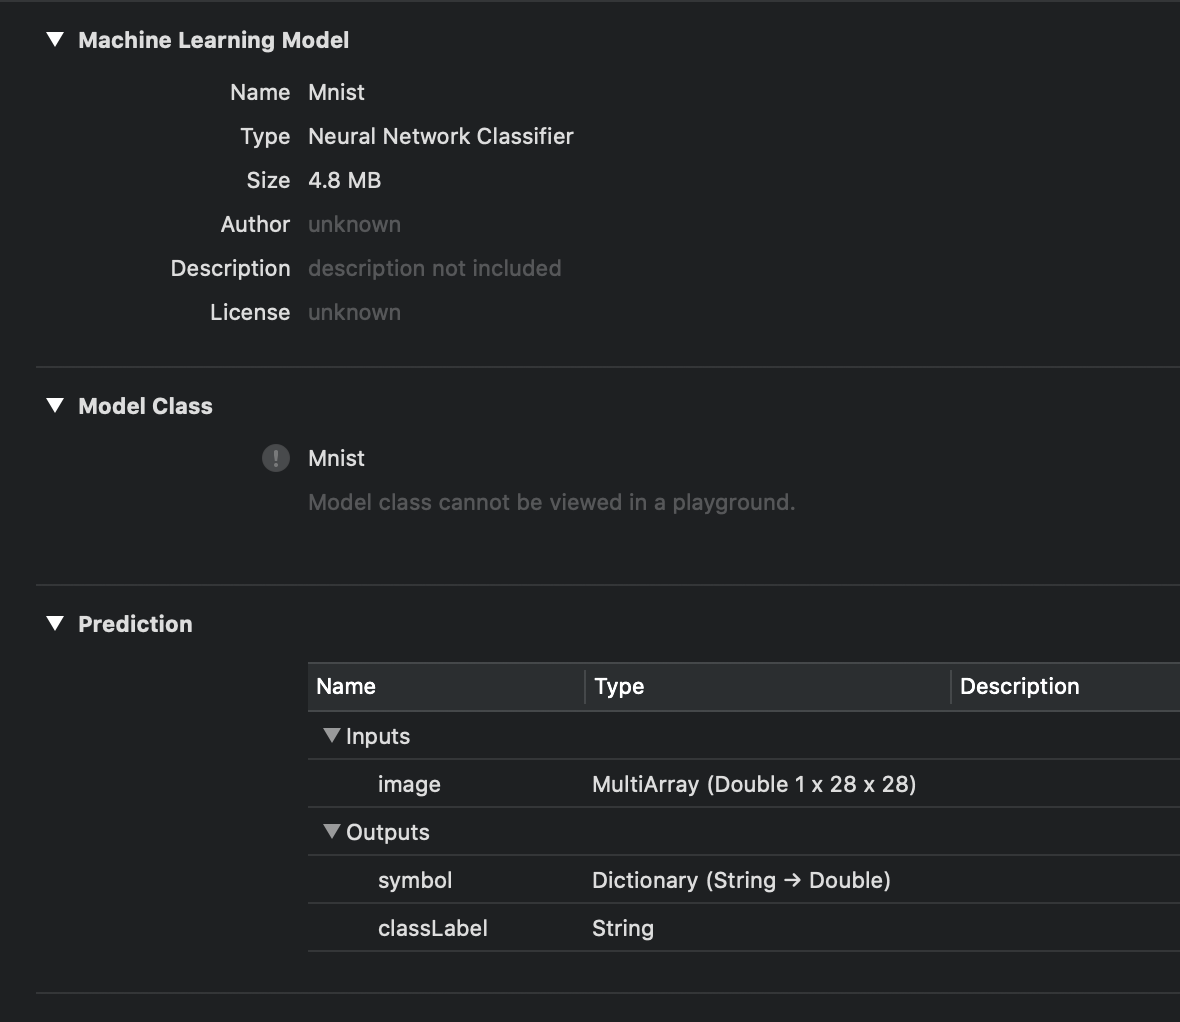 Machine Learning Model
Name Mnist
Type Neural Network Classifier
Size 4.8 MB
Author unknown
Description description not included
License unknown
Model Class
! Mnist
Model class cannot be viewed in a playground.
Prediction
Name Type Description
Inputs
image MultiArray (Double 1 x 28 x 28)
Outputs
symbol Dictionary (String → Double)
classLabel String